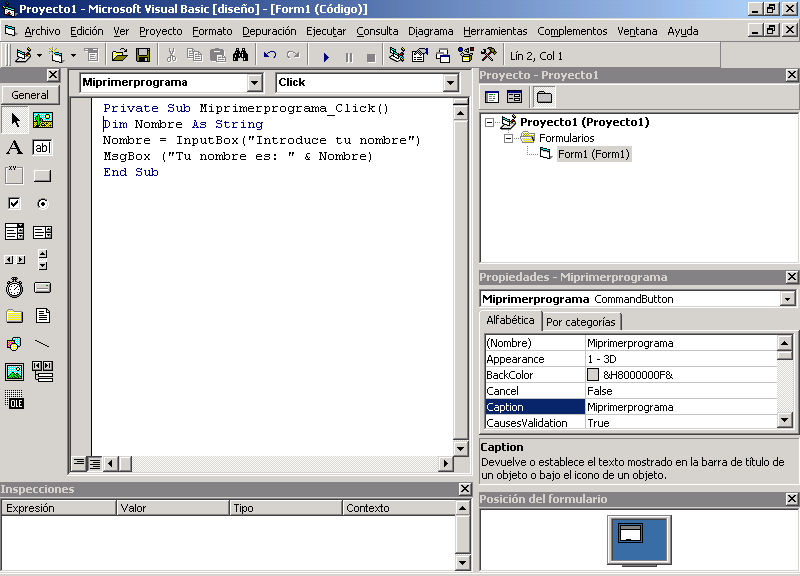 Proyecto1 - Microsoft Visual Basic [diseño] - [Form1 (Código)]
Archivo Edición Ver Proyecto Formato Depuración Ejecutar Consulta Diagrama Herramientas Complementos Ventana Ayuda
Lín 2, Col 1
General
A
abl
xv
OLE
Miprimerprograma Click
Private Sub Miprimerprograma_Click()
Dim Nombre As String
Nombre = InputBox("Introduce tu nombre")
MsgBox ("Tu nombre es: " & Nombre)
End Sub
Proyecto - Proyecto1
Proyecto1 (Proyecto1)
Formularios
Form1 (Form1)
Propiedades - Miprimerprograma
Miprimerprograma CommandButton
Alfabética Por categorías
(Nombre) Miprimerprograma
Appearance 1 - 3D
BackColor &H8000000F&
Cancel False
Caption Miprimerprograma
CausesValidation True
Caption
Devuelve o establece el texto mostrado en la barra de título de
un objeto o bajo el icono de un objeto.
Inspecciones
Expresión Valor Tipo Contexto
Posición del formulario